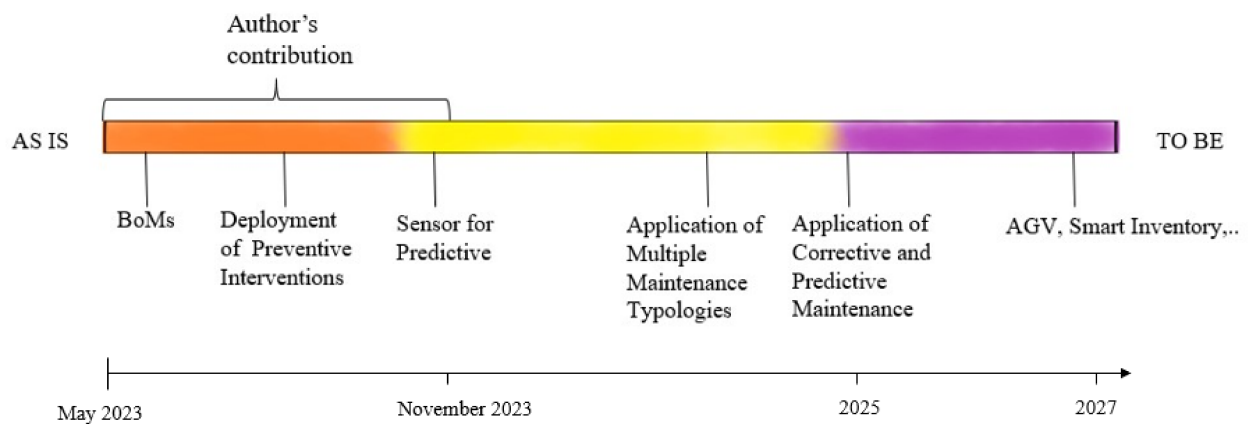 Author's
contribution
AS IS
TO BE
BoMs
Deployment
of Preventive
Interventions
Sensor for
Predictive
Application of
Multiple
Maintenance
Typologies
Application of
Corrective and
Predictive
Maintenance
AGV, Smart Inventory,..
May 2023
November 2023
2025
2027